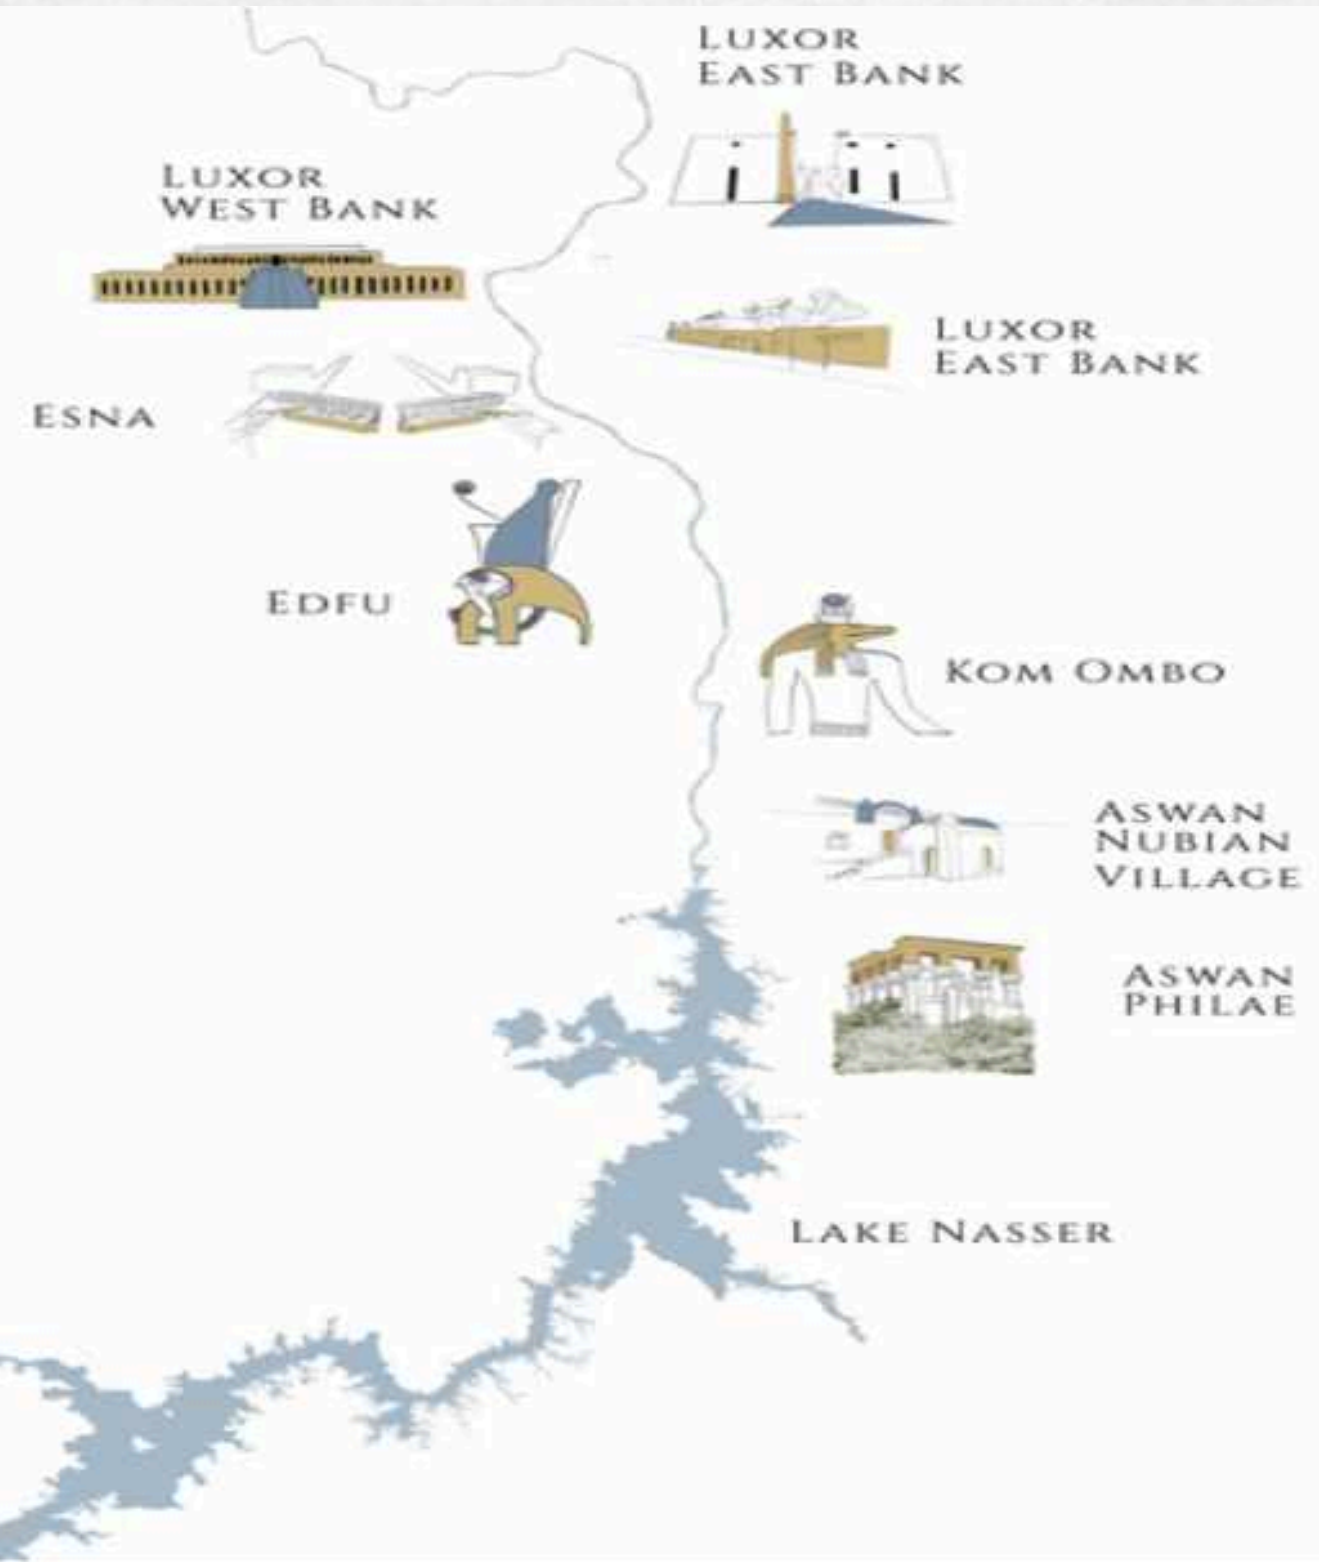 LUXOR
EAST BANK
LUXOR
WEST BANK
LUXOR
EAST BANK
ESNA
EDFU
KOM OMBO
ASWAN
NUBIAN
VILLAGE
ASWAN
PHILAE
LAKE NASSER